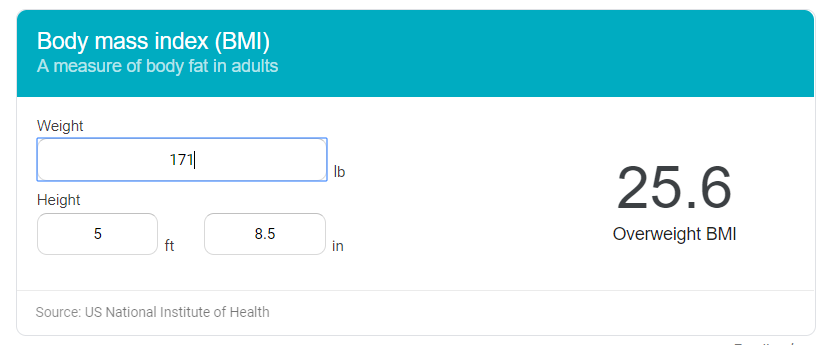 Body mass index (BMI)
A measure of body fat in adults
Weight
171 lb
Height
5 ft 8.5 in
25.6
Overweight BMI
Source: US National Institute of Health